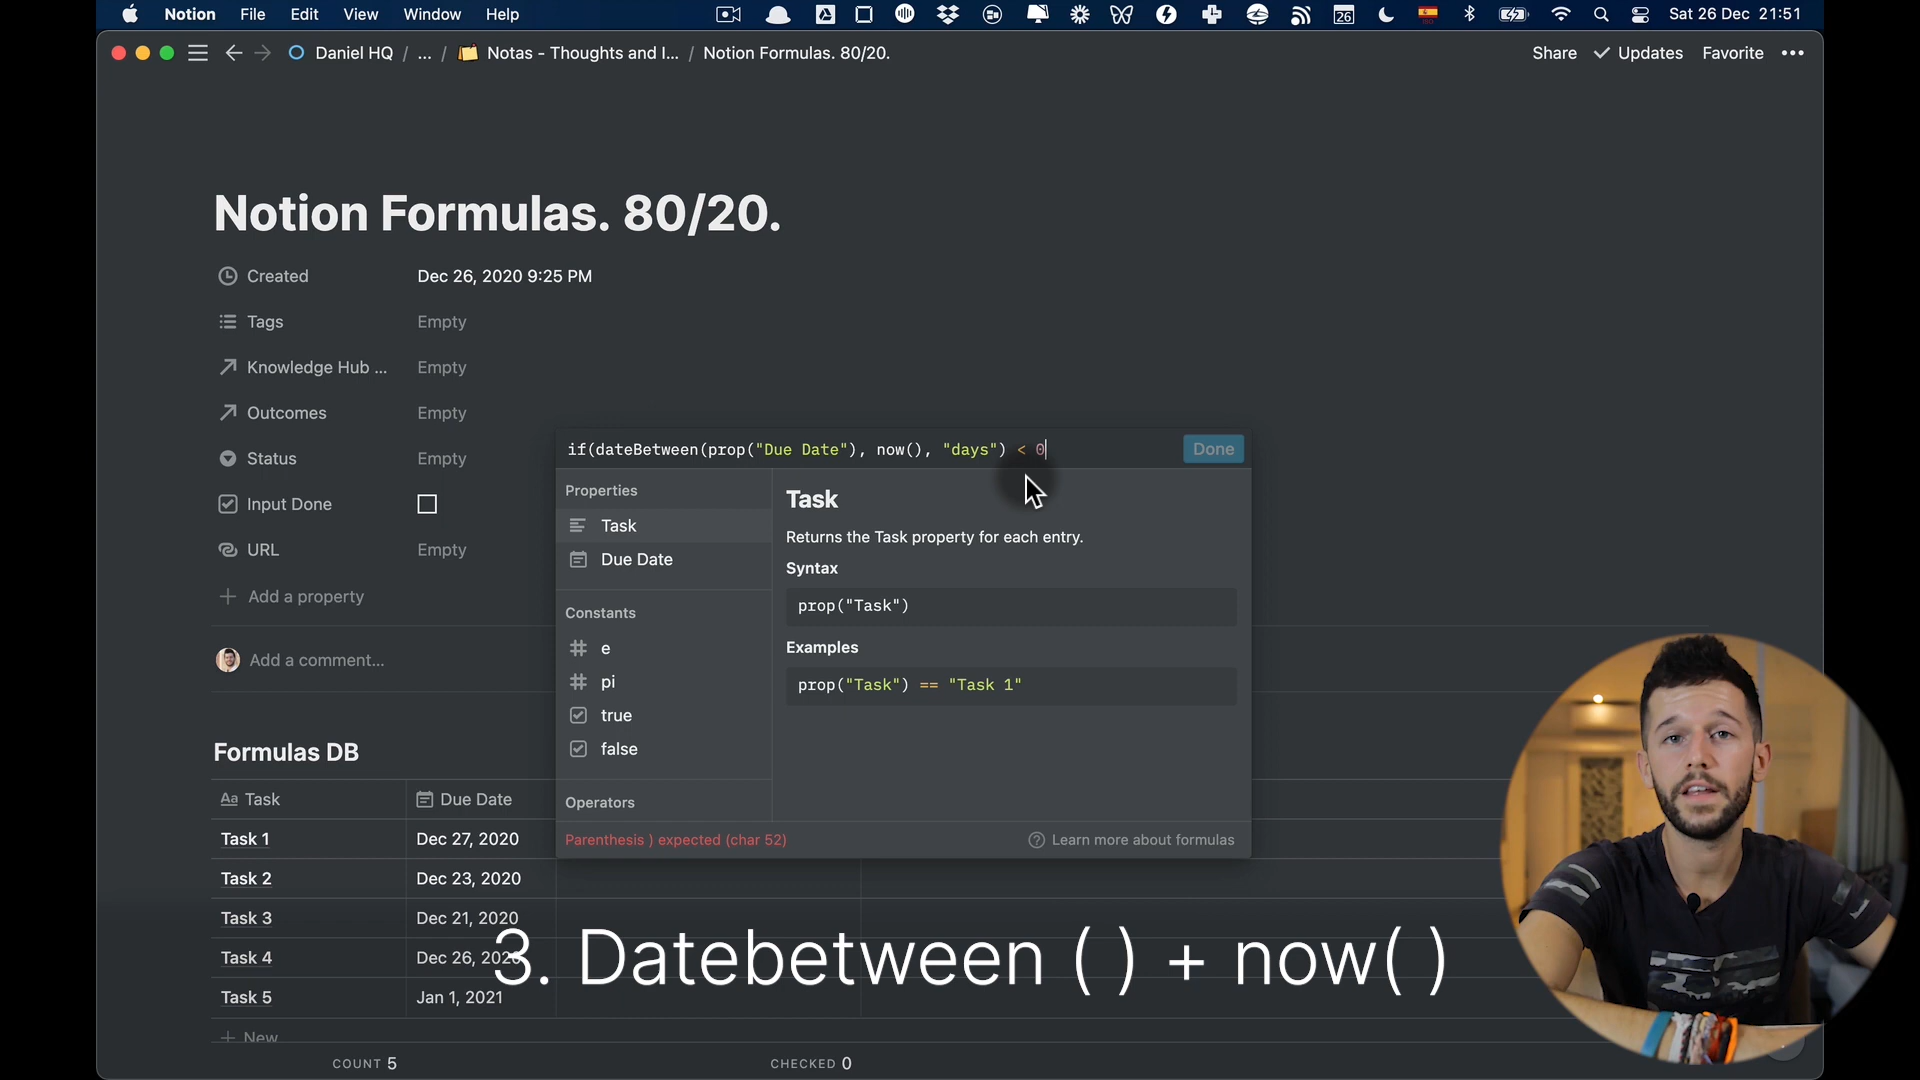 Notion File Edit View Window Help 26 Sat 26 Dec 21:51
Daniel HQ / ... / Notas - Thoughts and I... / Notion Formulas. 80/20. Share Updates Favorite •••
Notion Formulas. 80/20.
Created Dec 26, 2020 9:25 PM
Tags Empty
Knowledge Hub ... Empty
Outcomes Empty
Status Empty
Input Done
URL Empty
+ Add a property
Add a comment...
if(dateBetween(prop("Due Date"), now(), "days") < 0
Done
Properties
Task
Due Date
Constants
e
pi
true
false
Operators
Task
Returns the Task property for each entry.
Syntax
prop("Task")
Examples
prop("Task") == "Task 1"
Parenthesis ) expected (char 52)
Learn more about formulas
Formulas DB
Aa Task Due Date
Task 1 Dec 27, 2020
Task 2 Dec 23, 2020
Task 3 Dec 21, 2020
Task 4 Dec 26, 2020
Task 5 Jan 1, 2021
+ New
COUNT 5 CHECKED 0
3. Datebetween ( ) + now( )